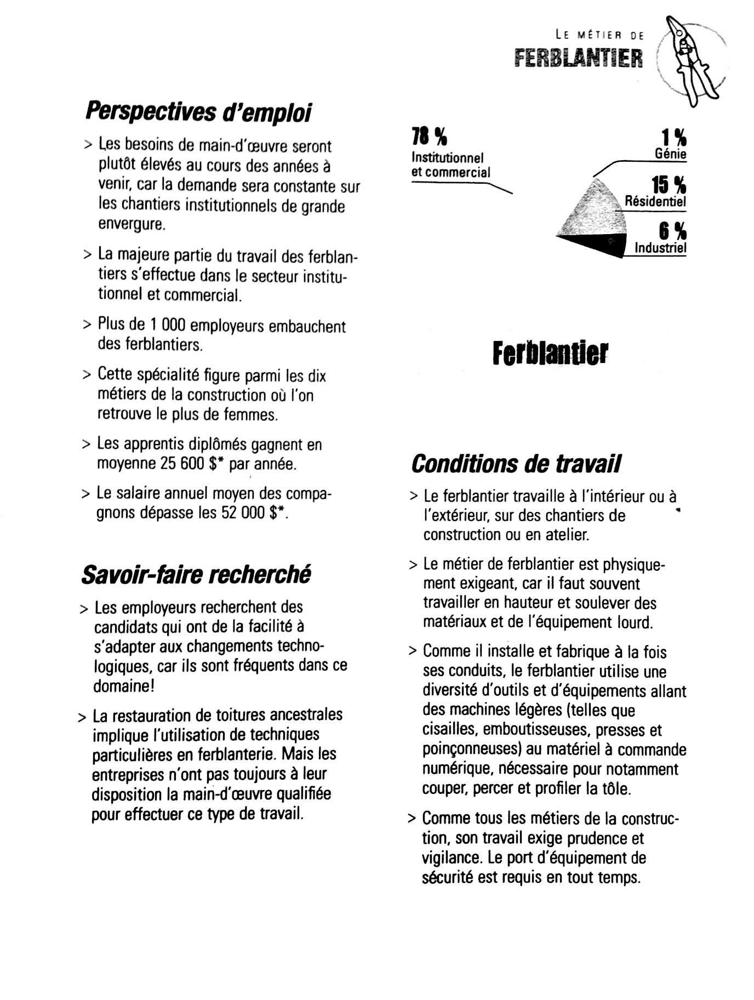 LE MÉTIER DE
FERBLANTIER
Perspectives d'emploi
> Les besoins de main-d'œuvre seront
plutôt élevés au cours des années à
venir, car la demande sera constante sur
les chantiers institutionnels de grande
envergure.
> La majeure partie du travail des ferblan-
tiers s'effectue dans le secteur institu-
tionnel et commercial.
> Plus de 1 000 employeurs embauchent
des ferblantiers.
> Cette spécialité figure parmi les dix
métiers de la construction où l'on
retrouve le plus de femmes.
> Les apprentis diplômés gagnent en
moyenne 25 600 $* par année.
> Le salaire annuel moyen des compa-
gnons dépasse les 52 000 $*.
Savoir-faire recherché
> Les employeurs recherchent des
candidats qui ont de la facilité à
s'adapter aux changements techno-
logiques, car ils sont fréquents dans ce
domaine!
> La restauration de toitures ancestrales
implique l'utilisation de techniques
particulières en ferblanterie. Mais les
entreprises n'ont pas toujours à leur
disposition la main-d'œuvre qualifiée
pour effectuer ce type de travail.
78 %
Institutionnel
et commercial
1 %
Génie
15 %
Résidentiel
6 %
Industriel
Ferblantier
Conditions de travail
> Le ferblantier travaille à l'intérieur ou à
l'extérieur, sur des chantiers de
construction ou en atelier.
> Le métier de ferblantier est physique-
ment exigeant, car il faut souvent
travailler en hauteur et soulever des
matériaux et de l'équipement lourd.
> Comme il installe et fabrique à la fois
ses conduits, le ferblantier utilise une
diversité d'outils et d'équipements allant
des machines légères (telles que
cisailles, emboutisseuses, presses et
poinçonneuses) au matériel à commande
numérique, nécessaire pour notamment
couper, percer et profiler la tôle.
> Comme tous les métiers de la construc-
tion, son travail exige prudence et
vigilance. Le port d'équipement de
sécurité est requis en tout temps.